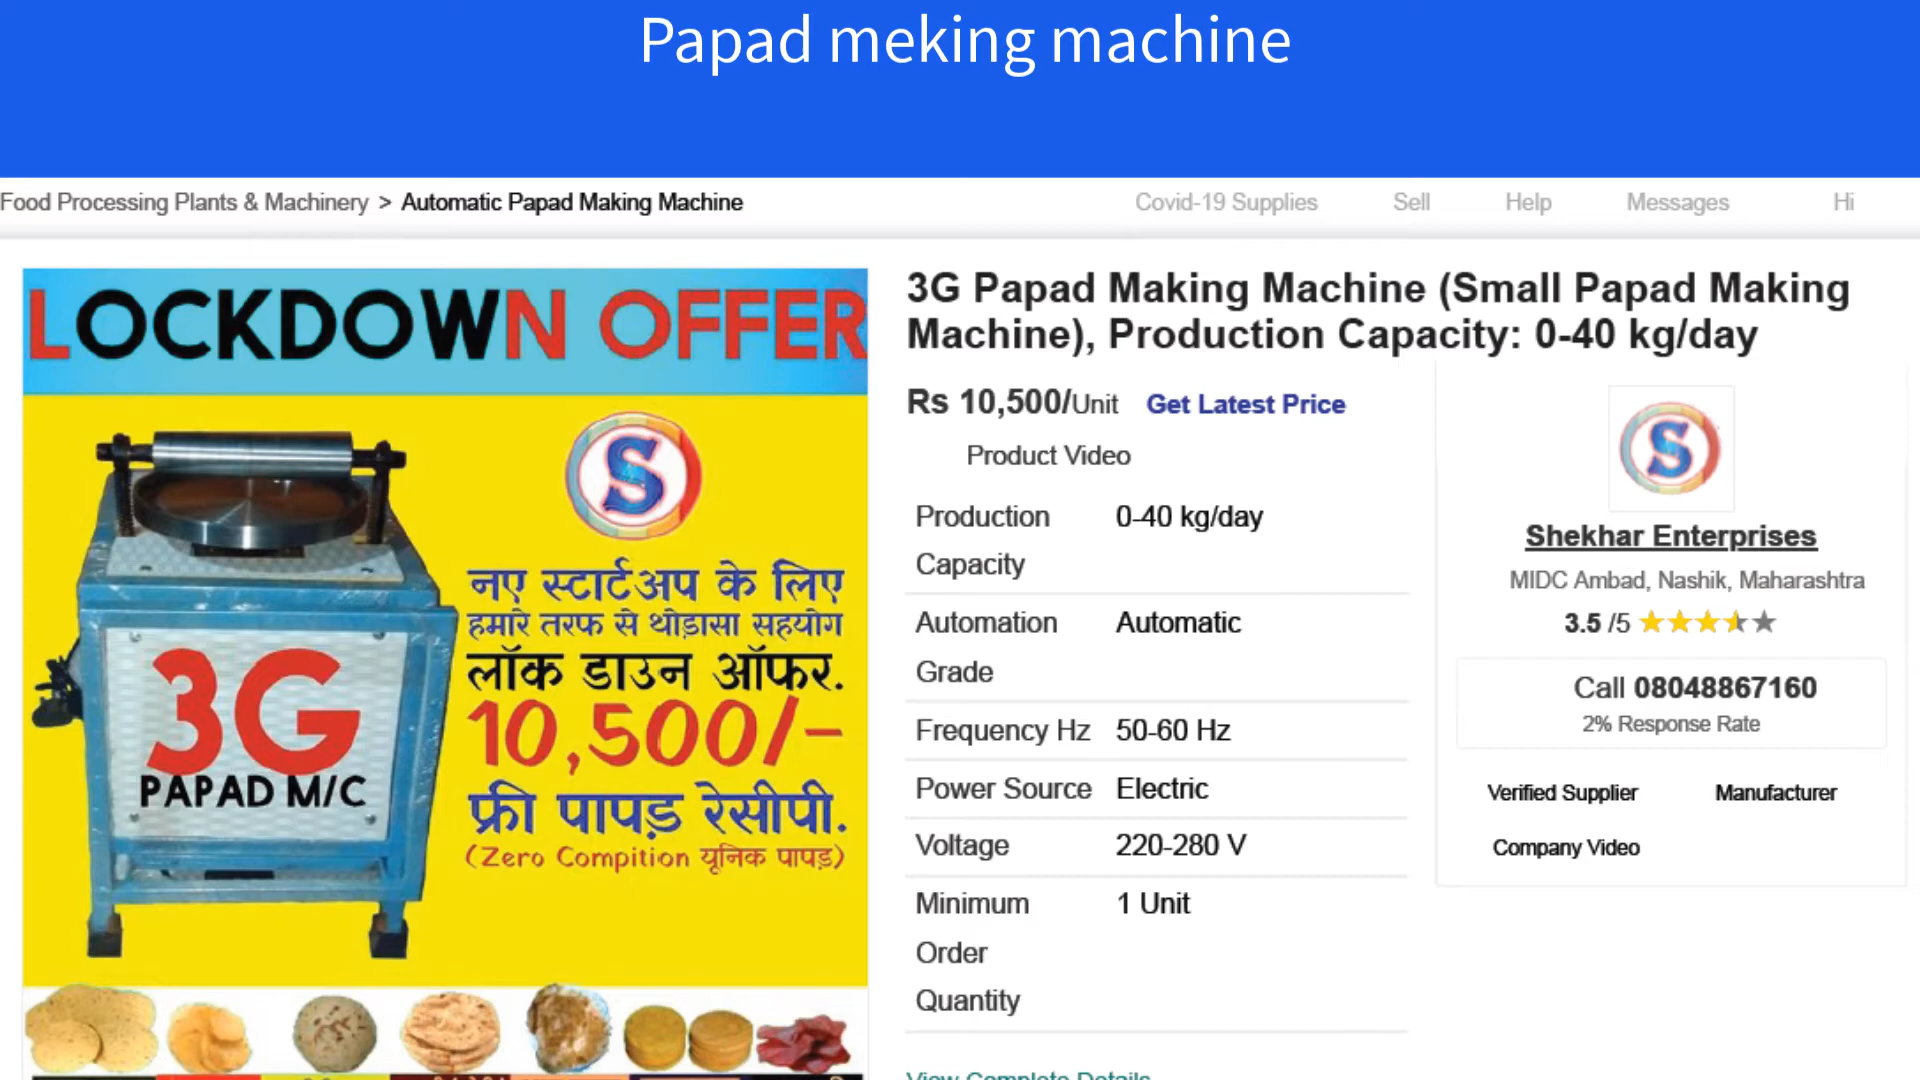 Papad meking machine
Food Processing Plants & Machinery > Automatic Papad Making Machine
Covid-19 Supplies Sell Help Messages Hi
LOCKDOWN OFFER
S
नए स्टार्टअप के लिए
हमारे तरफ से थोड़ासा सहयोग
लॉक डाउन ऑफर.
10,500/-
फ्री पापड़ रेसीपी.
(Zero Compition यूनिक पापड़)
3G
PAPAD M/C
3G Papad Making Machine (Small Papad Making
Machine), Production Capacity: 0-40 kg/day
Rs 10,500/Unit Get Latest Price
Product Video
Production 0-40 kg/day
Capacity
Automation Automatic
Grade
Frequency Hz 50-60 Hz
Power Source Electric
Voltage 220-280 V
Minimum 1 Unit
Order
Quantity
View Complete Details
S
Shekhar Enterprises
MIDC Ambad, Nashik, Maharashtra
3.5 /5
Call 08048867160
2% Response Rate
Verified Supplier Manufacturer
Company Video